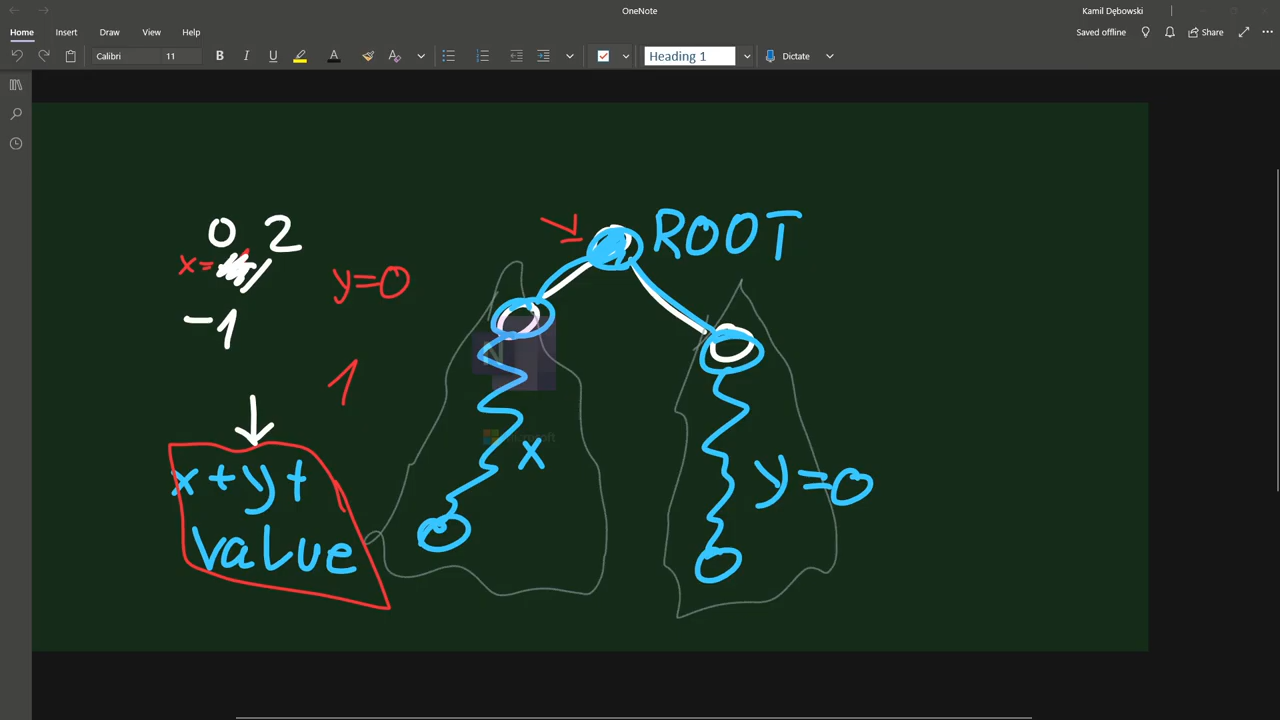 OneNote
Kamil Dębowski
Home Insert Draw View Help
Saved offline
Share
Calibri 11
B I U A
Heading 1
Dictate
ROOT
0 2
x=
y=0
-1
1
x
x+y+
value
y=0
N
Microsoft